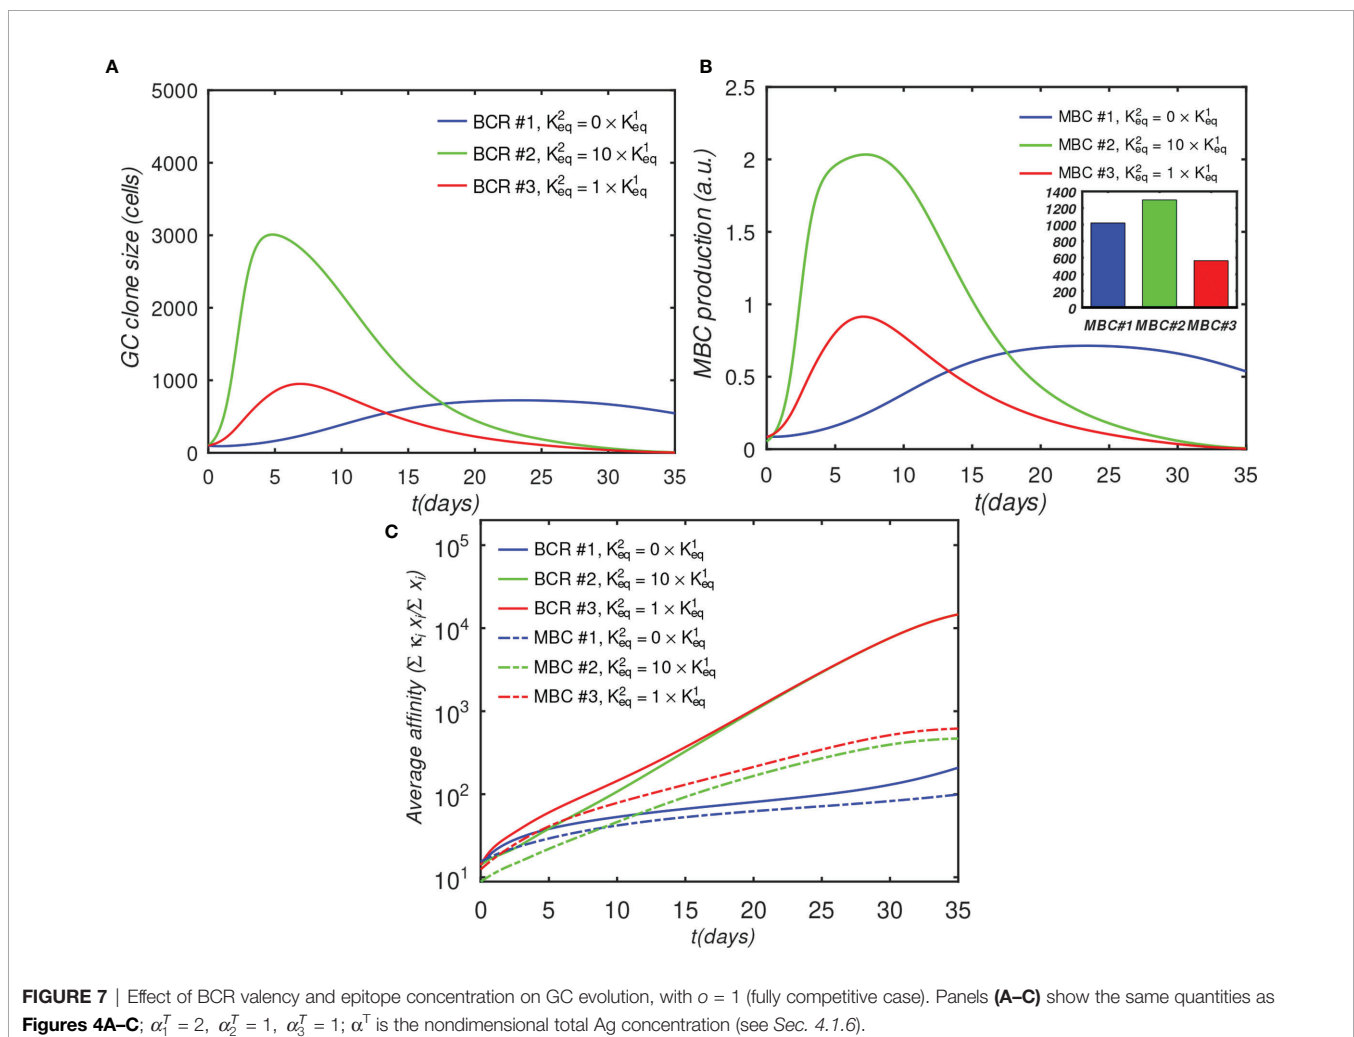 A
GC clone size (cells)
5000
4000
3000
2000
1000
0
BCR #1, K²eq = 0 × K¹eq
BCR #2, K²eq = 10 × K¹eq
BCR #3, K²eq = 1 × K¹eq
0 5 10 15 20 25 30 35
t(days)
B
MBC production (a.u.)
2.5
2
1.5
1
0.5
0
MBC #1, K²eq = 0 × K¹eq
MBC #2, K²eq = 10 × K¹eq
MBC #3, K²eq = 1 × K¹eq
1400
1200
1000
800
600
400
200
0
MBC#1 MBC#2 MBC#3
0 5 10 15 20 25 30 35
t(days)
C
Average affinity (Σ κᵢ xᵢ/Σ xᵢ)
10⁵
10⁴
10³
10²
10¹
BCR #1, K²eq = 0 × K¹eq
BCR #2, K²eq = 10 × K¹eq
BCR #3, K²eq = 1 × K¹eq
MBC #1, K²eq = 0 × K¹eq
MBC #2, K²eq = 10 × K¹eq
MBC #3, K²eq = 1 × K¹eq
0 5 10 15 20 25 30 35
t(days)
FIGURE 7 | Effect of BCR valency and epitope concentration on GC evolution, with o = 1 (fully competitive case). Panels (A–C) show the same quantities as
Figures 4A–C; α₁ᵀ = 2, α₂ᵀ = 1, α₃ᵀ = 1; αᵀ is the nondimensional total Ag concentration (see Sec. 4.1.6).